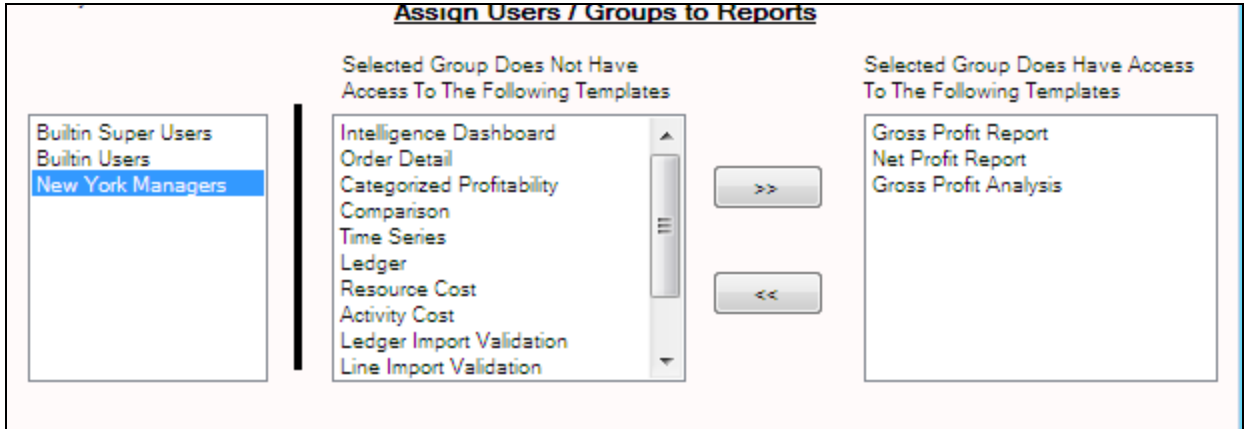 Assign Users / Groups to Reports
Selected Group Does Not Have
Access To The Following Templates
Selected Group Does Have Access
To The Following Templates
Builtin Super Users
Builtin Users
New York Managers
Intelligence Dashboard
Order Detail
Categorized Profitability
Comparison
Time Series
Ledger
Resource Cost
Activity Cost
Ledger Import Validation
Line Import Validation
>>
<<
Gross Profit Report
Net Profit Report
Gross Profit Analysis